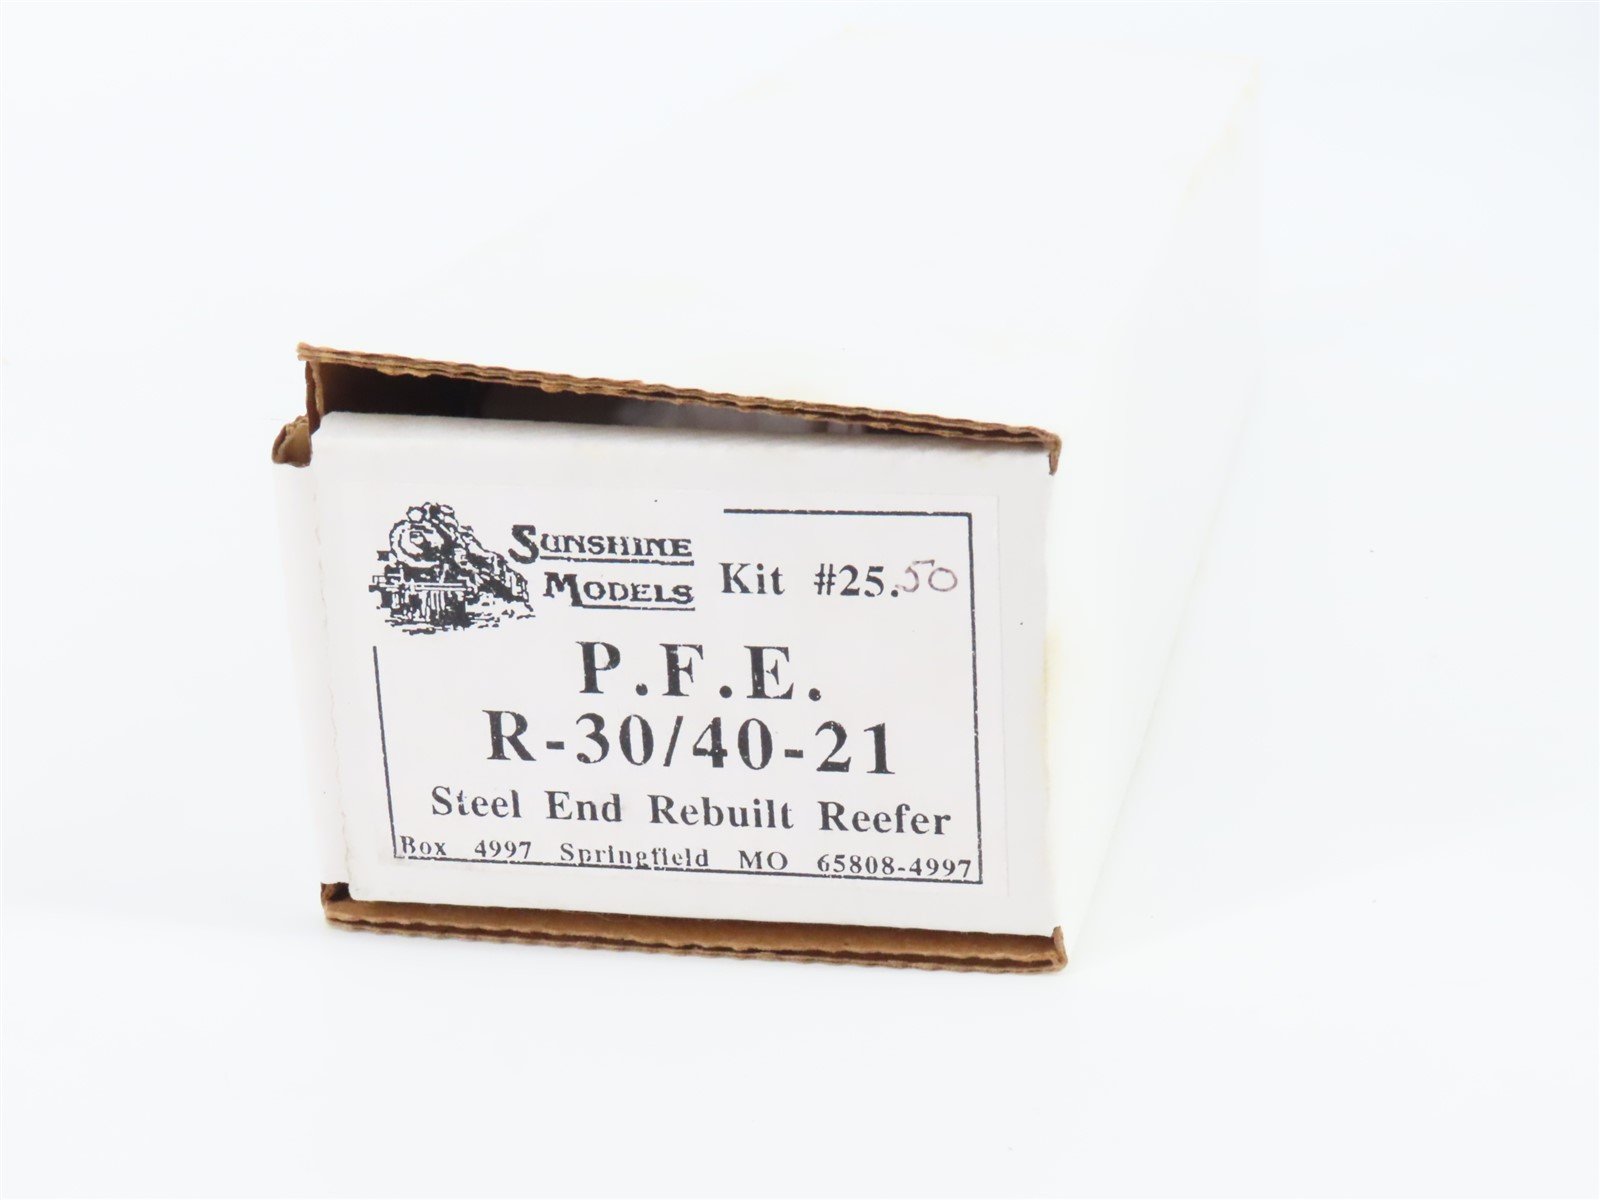 SUNSHINE
MODELS
Kit #25.50
P.F.E.
R-30/40-21
Steel End Rebuilt Reefer
Box 4997 Springfield MO 65808-4997